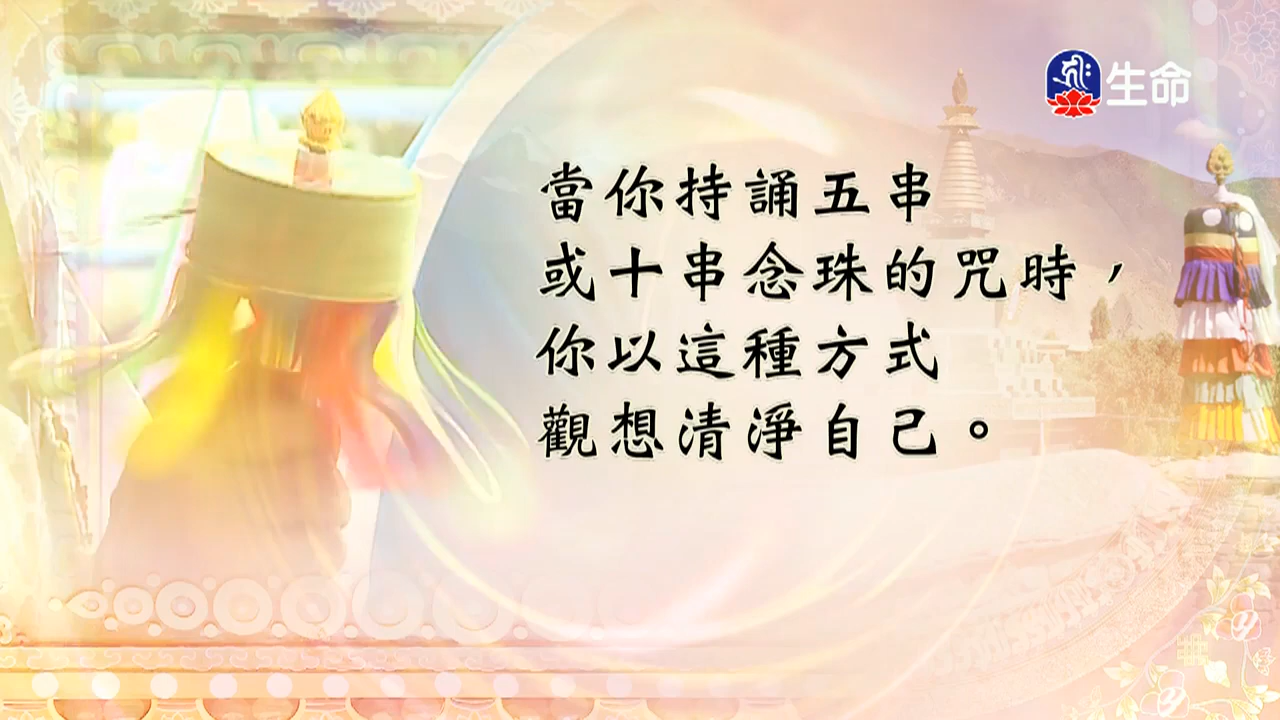 生命
當你持誦五串
或十串念珠的咒時，
你以這種方式
觀想清淨自己。